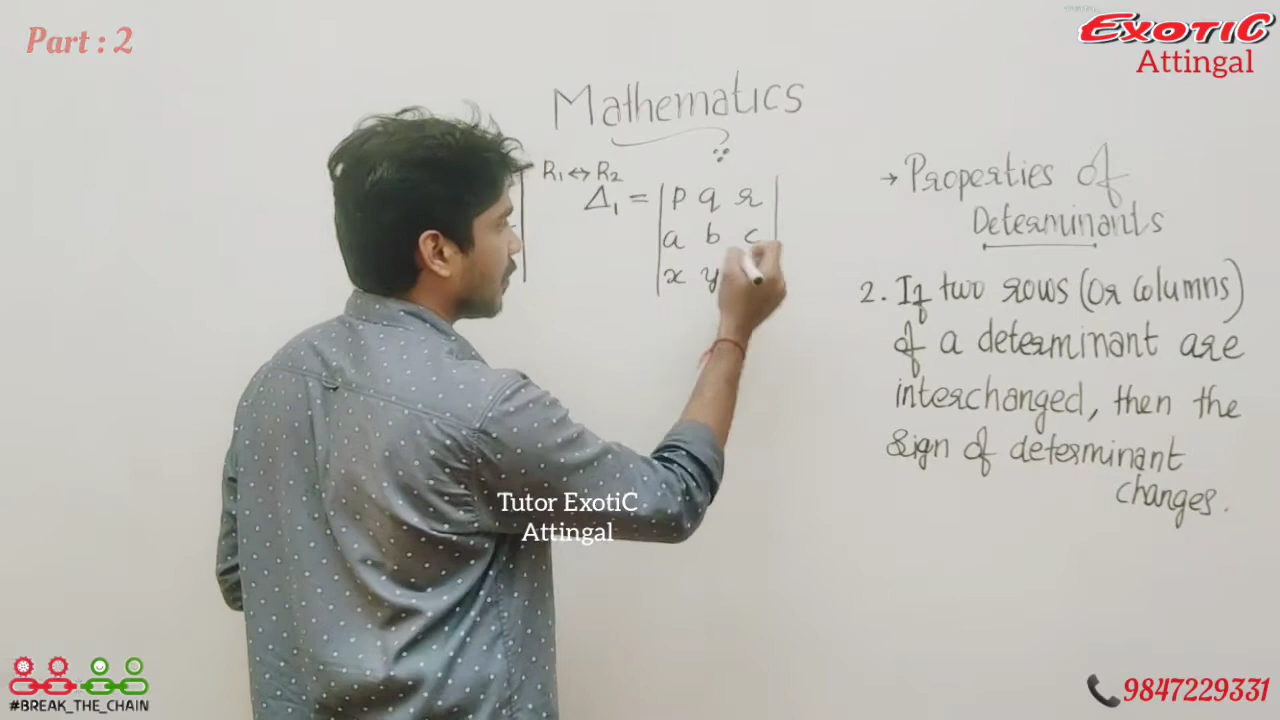 Part : 2
ExotiC
Attingal
Mathematics
R₁ ↔ R₂
Δ₁ = | p q r |
| a b c |
| x y
→ Properties of
Determinants
2. If two rows (or columns)
of a determinant are
interchanged, then the
sign of determinant
changes.
Tutor ExotiC
Attingal
#BREAK_THE_CHAIN
9847229331